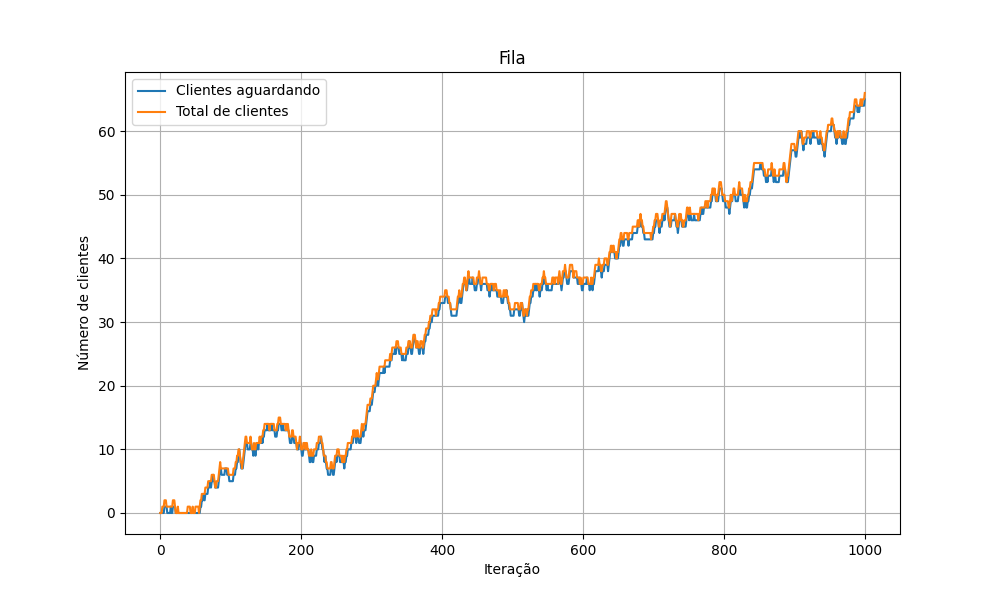 Fila
Clientes aguardando
Total de clientes
Número de clientes
60
50
40
30
20
10
0
0 200 400 600 800 1000
Iteração